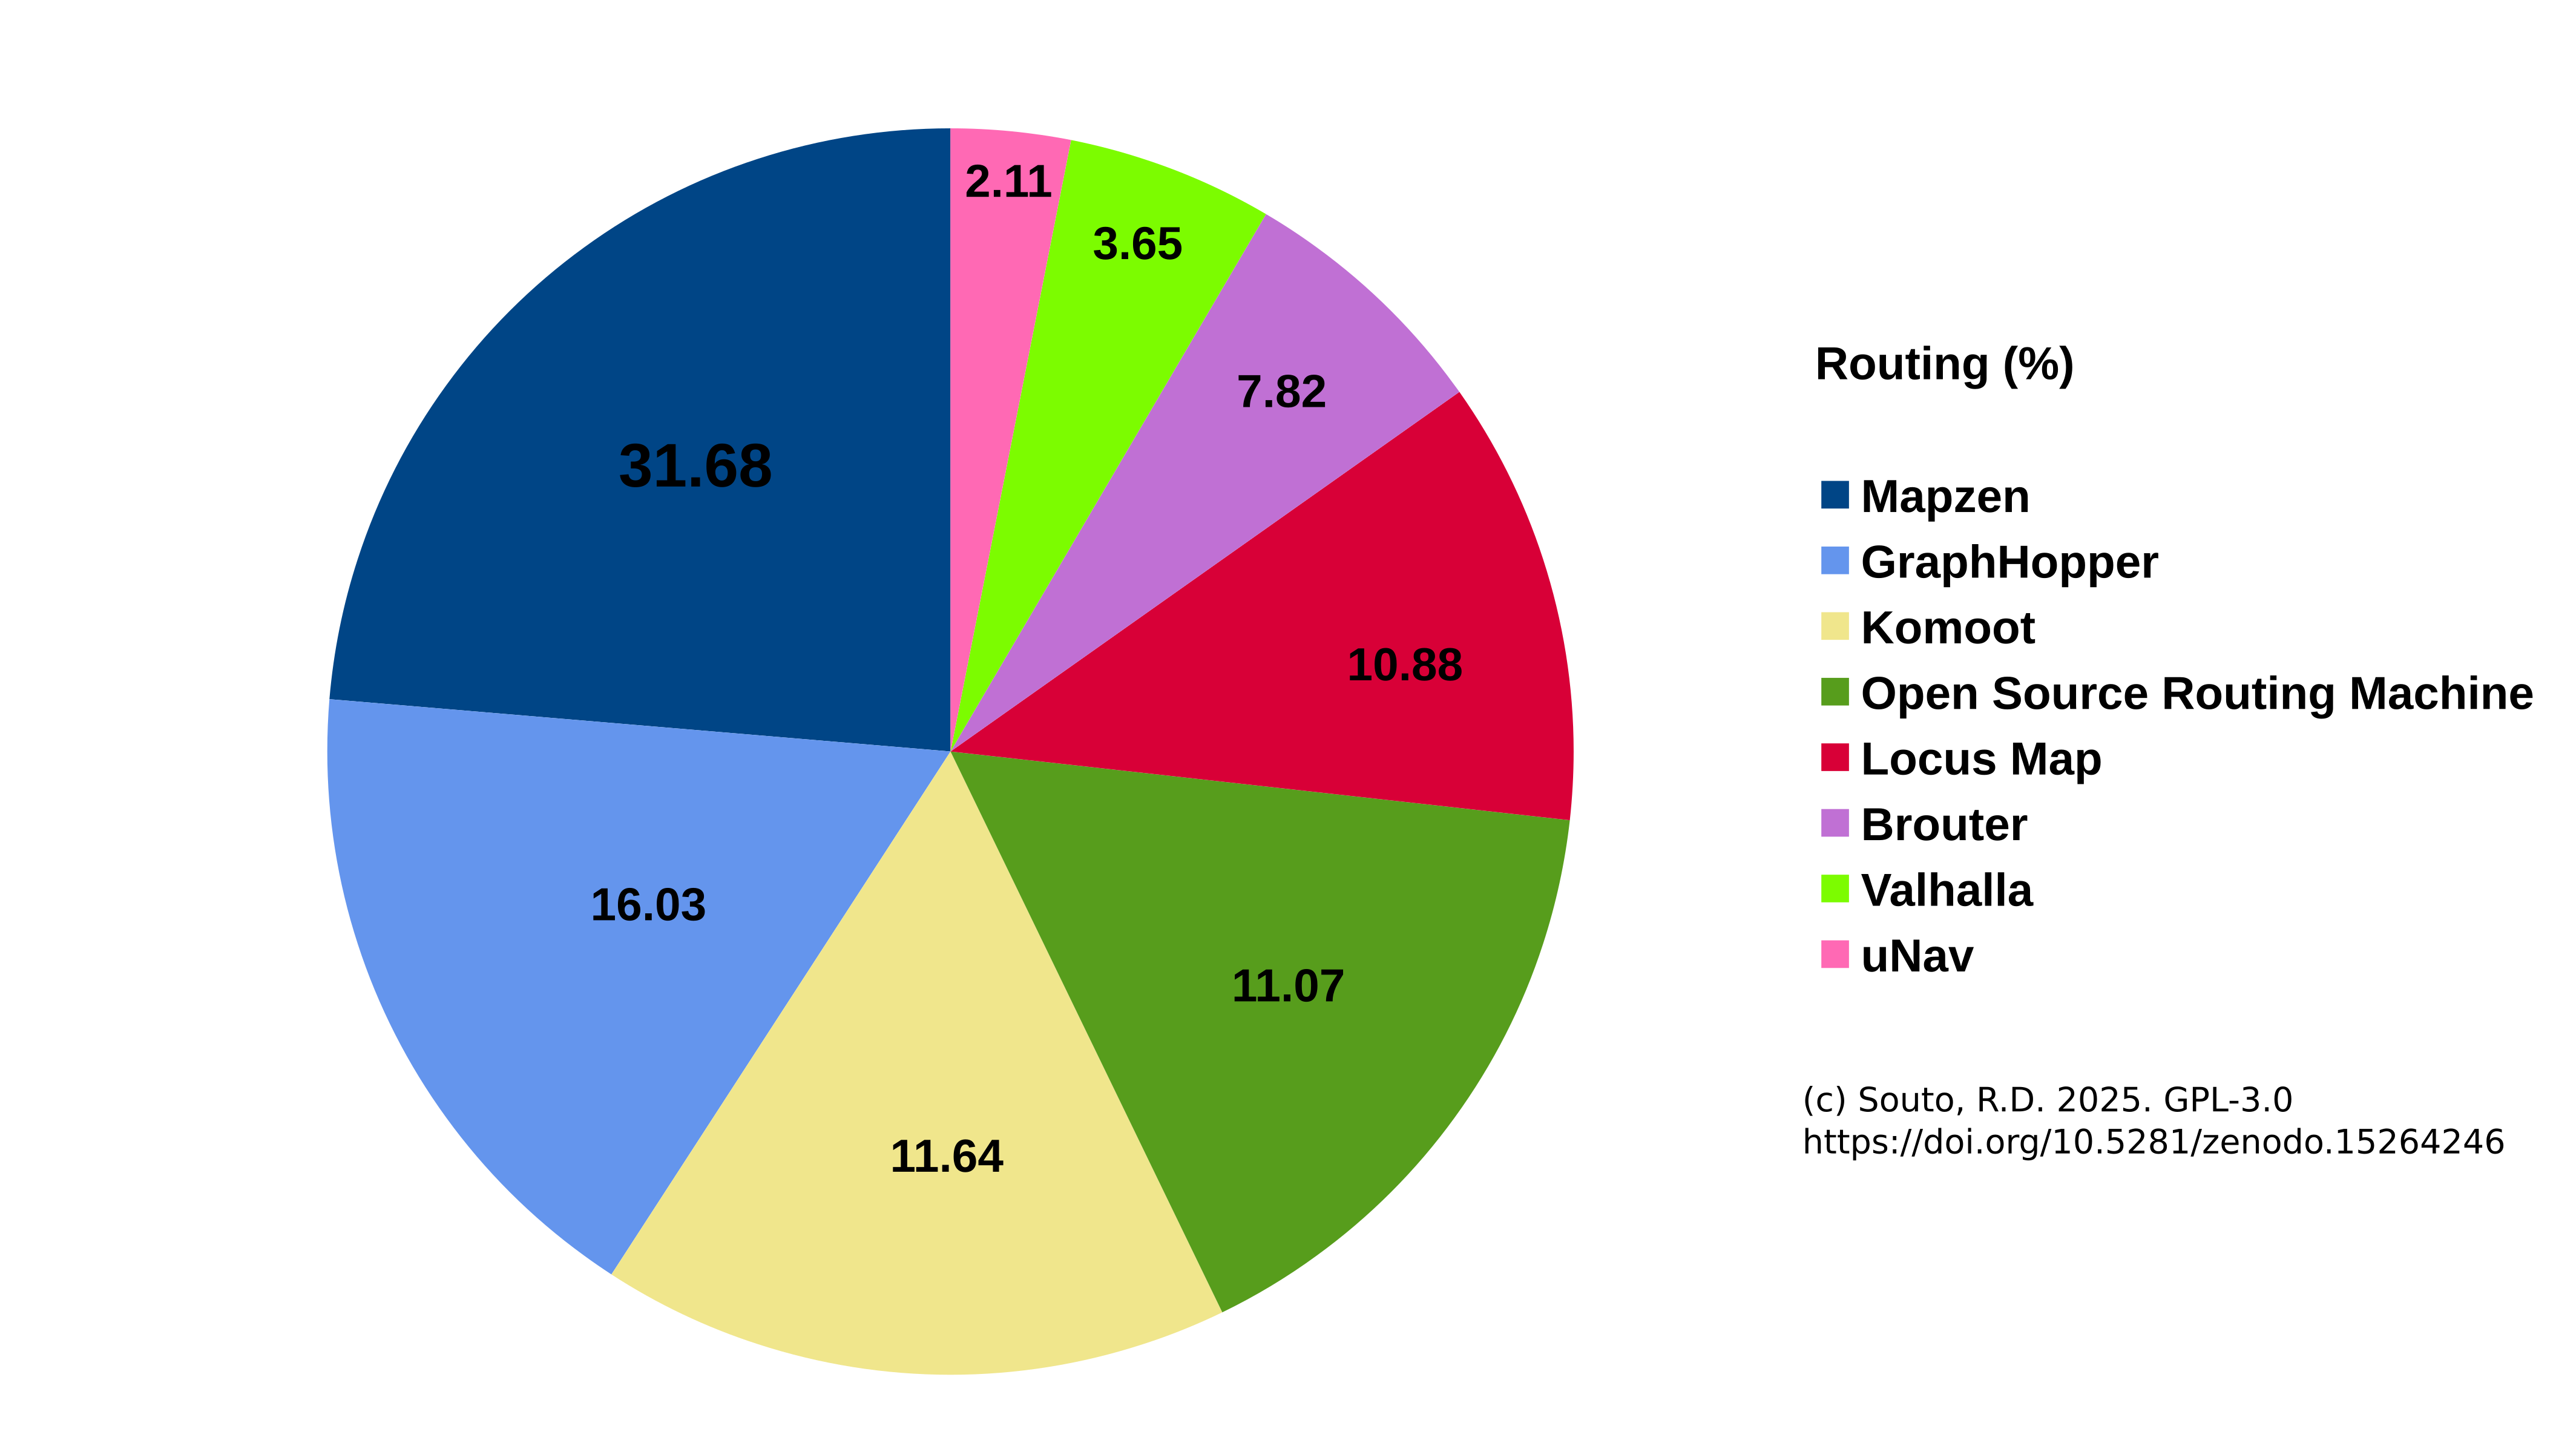 2.11
3.65
7.82
31.68
10.88
16.03
11.07
11.64
Routing (%)
Mapzen
GraphHopper
Komoot
Open Source Routing Machine
Locus Map
Brouter
Valhalla
uNav
(c) Souto, R.D. 2025. GPL-3.0
https://doi.org/10.5281/zenodo.15264246